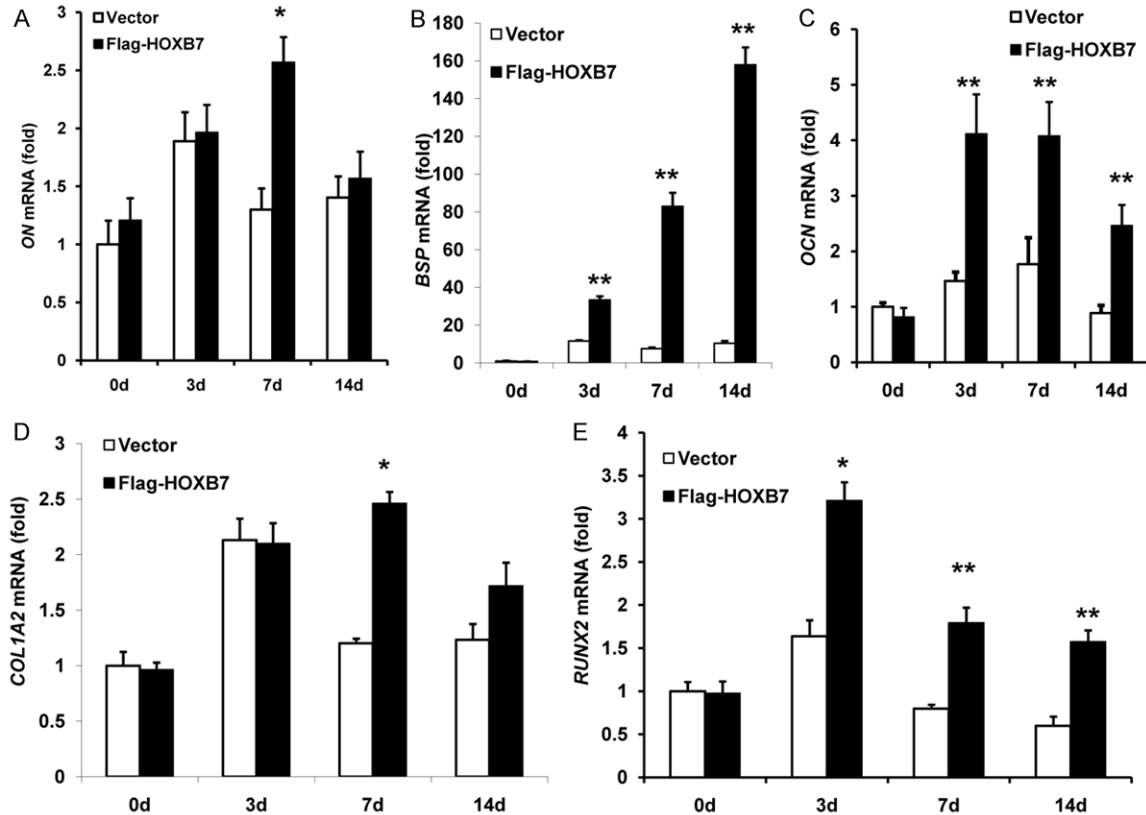 A
Vector
Flag-HOXB7
*
ON mRNA (fold)
3
2.5
2
1.5
1
0.5
0
0d 3d 7d 14d
B
Vector
Flag-HOXB7
**
**
**
BSP mRNA (fold)
180
160
140
120
100
80
60
40
20
0
0d 3d 7d 14d
C
Vector
Flag-HOXB7
** **
**
OCN mRNA (fold)
6
5
4
3
2
1
0
0d 3d 7d 14d
D
Vector
Flag-HOXB7
*
COL1A2 mRNA (fold)
3
2.5
2
1.5
1
0.5
0
0d 3d 7d 14d
E
Vector
Flag-HOXB7
*
**
**
RUNX2 mRNA (fold)
4
3.5
3
2.5
2
1.5
1
0.5
0
0d 3d 7d 14d